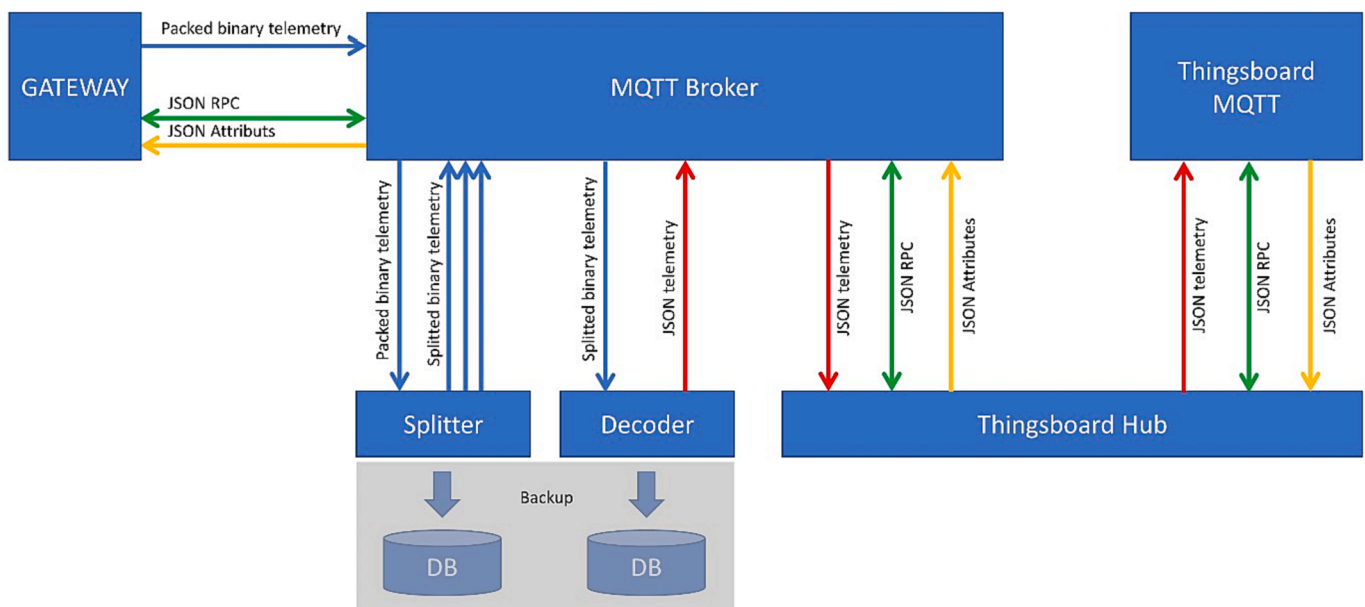 Packed binary telemetry
GATEWAY
JSON RPC
JSON Attributs
MQTT Broker
Thingsboard
MQTT
Packed binary telemetry
Splitted binary telemetry
Splitted binary telemetry
JSON telemetry
JSON telemetry
JSON RPC
JSON Attributes
JSON telemetry
JSON RPC
JSON Attributes
Splitter
Decoder
Thingsboard Hub
Backup
DB
DB